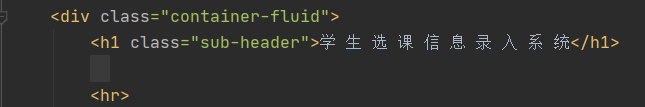 <div class="container-fluid">
<h1 class="sub-header">学 生 选 课 信 息 录 入 系 统</h1>
<hr>